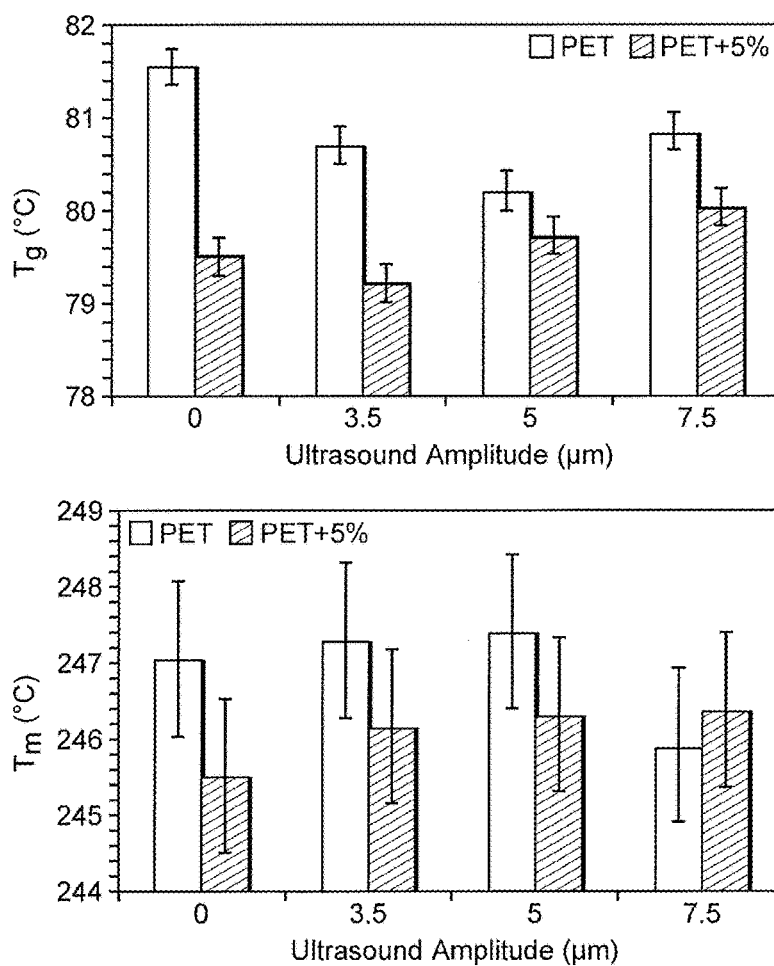 82
PET PET+5%
81
80
79
78
Tg (°C)
0 3.5 5 7.5
Ultrasound Amplitude (µm)
249
PET PET+5%
248
247
246
245
244
Tm (°C)
0 3.5 5 7.5
Ultrasound Amplitude (µm)